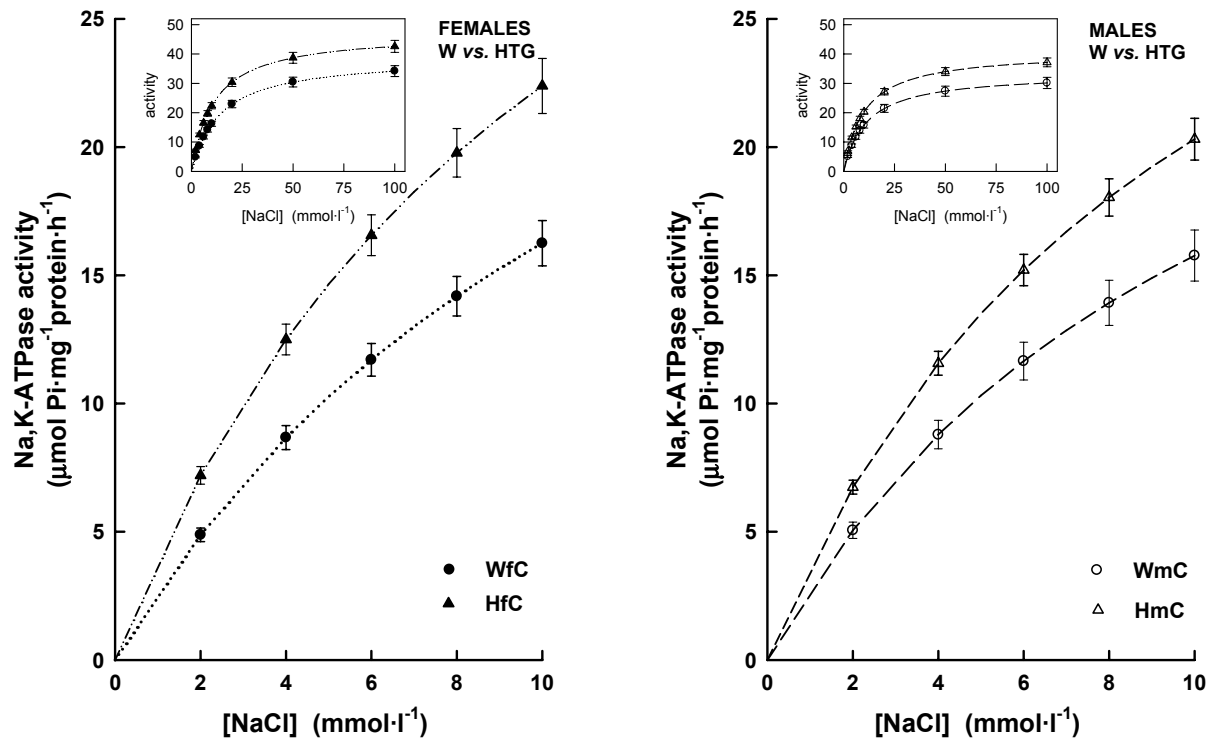 25
20
15
10
5
0
Na,K-ATPase activity
(μmol Pi·mg⁻¹protein·h⁻¹)
50
40
30
20
10
0
activity
0 25 50 75 100
[NaCl] (mmol·l⁻¹)
FEMALES
W vs. HTG
WfC
HfC
0 2 4 6 8 10
[NaCl] (mmol·l⁻¹)
25
20
15
10
5
0
Na,K-ATPase activity
(μmol Pi·mg⁻¹protein·h⁻¹)
50
40
30
20
10
0
activity
0 25 50 75 100
[NaCl] (mmol·l⁻¹)
MALES
W vs. HTG
WmC
HmC
0 2 4 6 8 10
[NaCl] (mmol·l⁻¹)